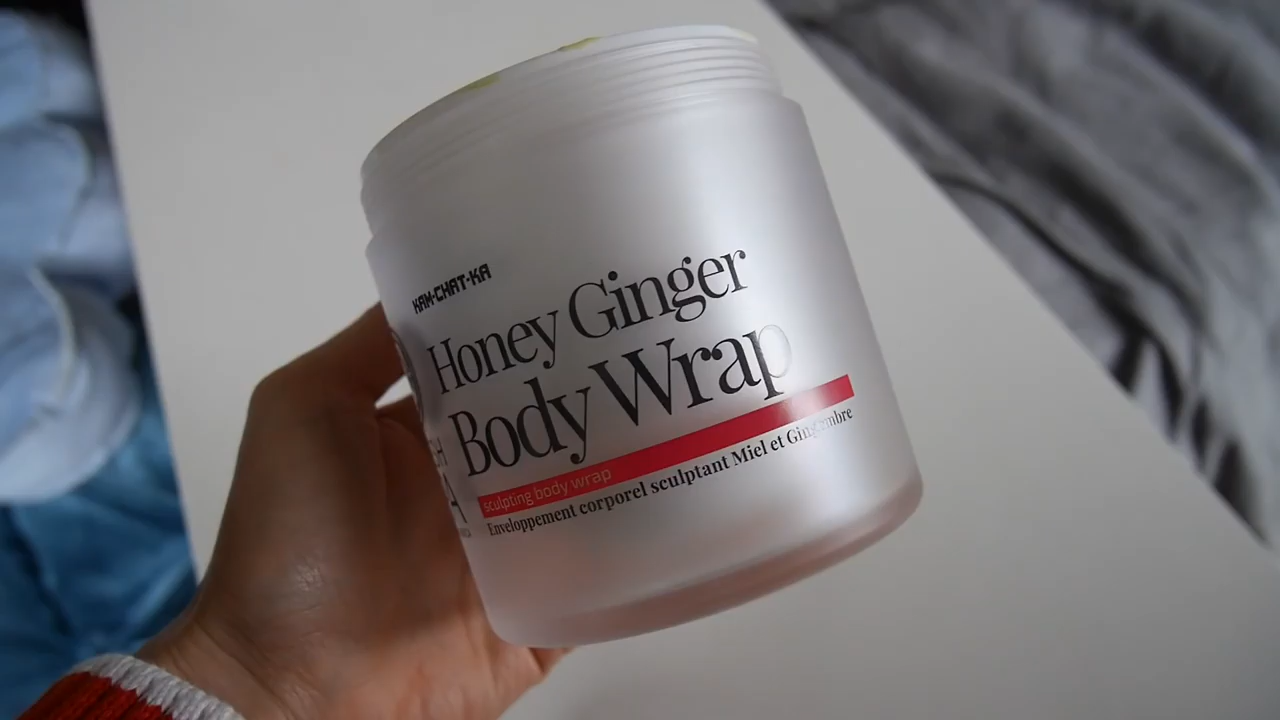 KAM·CHAT·KA
Honey Ginger
Body Wrap
sculpting body wrap
Enveloppement corporel sculptant Miel et Gingembre